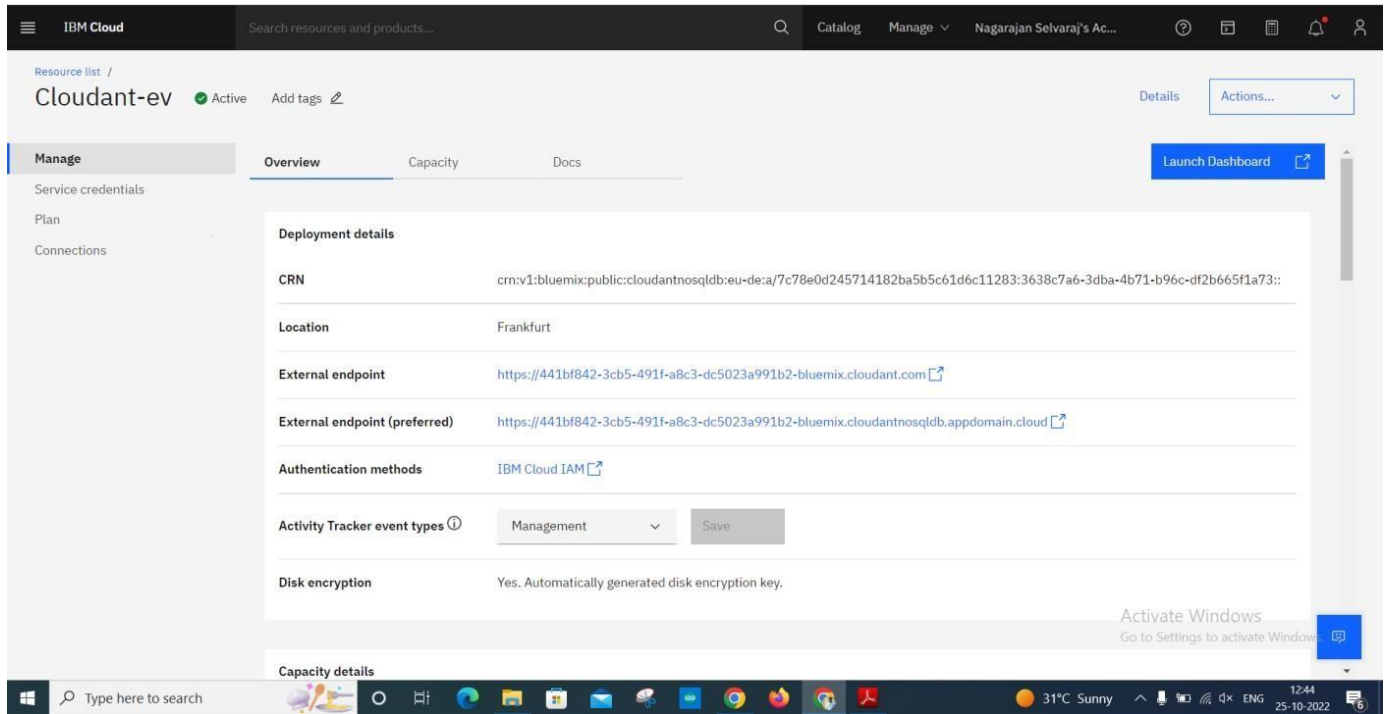 IBM Cloud
Search resources and products...
Catalog
Manage
Nagarajan Selvaraj's Ac...
Resource list /
Cloudant-ev
Active
Add tags
Details
Actions...
Manage
Service credentials
Plan
Connections
Overview
Capacity
Docs
Launch Dashboard
Deployment details
CRN
crn:v1:bluemix:public:cloudantnosqldb:eu-de:a/7c78e0d245714182ba5b5c61d6c11283:3638c7a6-3dba-4b71-b96c-df2b665f1a73::
Location
Frankfurt
External endpoint
https://441bf842-3cb5-491f-a8c3-dc5023a991b2-bluemix.cloudant.com
External endpoint (preferred)
https://441bf842-3cb5-491f-a8c3-dc5023a991b2-bluemix.cloudantnosqldb.appdomain.cloud
Authentication methods
IBM Cloud IAM
Activity Tracker event types
Management
Save
Disk encryption
Yes. Automatically generated disk encryption key.
Activate Windows
Go to Settings to activate Windows.
Capacity details
Type here to search
31°C Sunny
ENG
12:44
25-10-2022
6